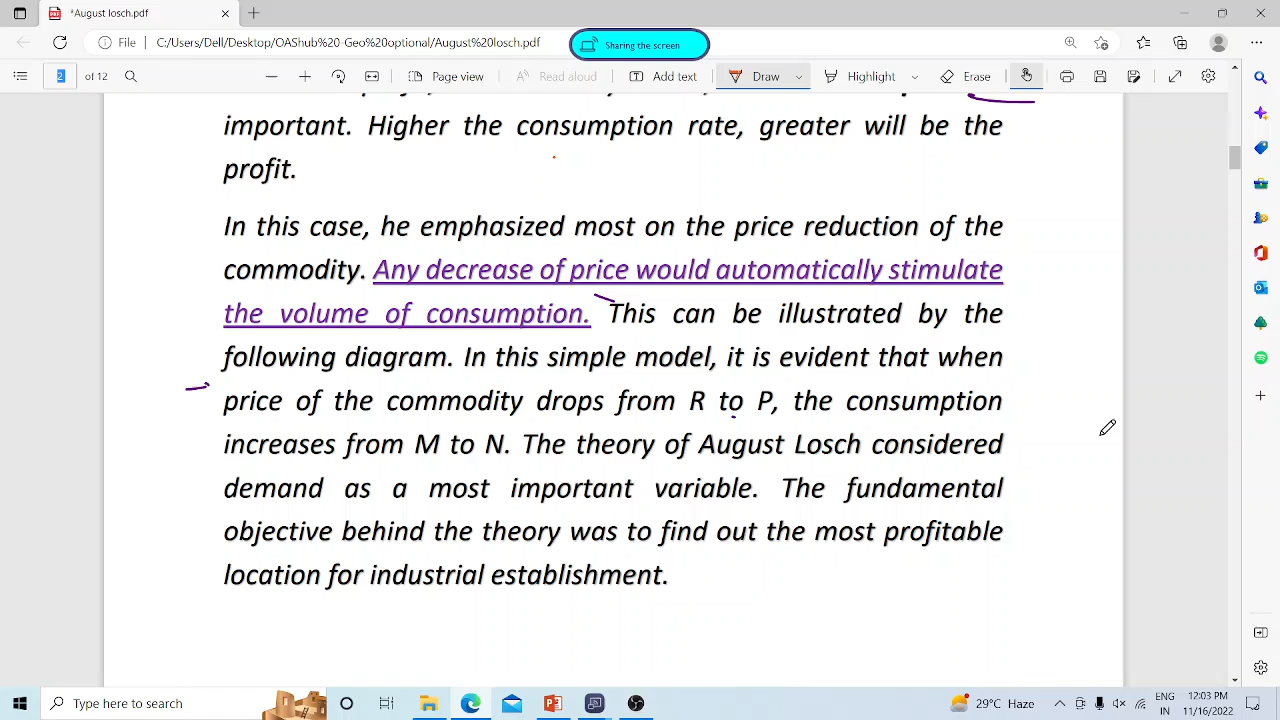 *August losch.pdf
File
C:/Users/Dell/Desktop/OAShub%20.Geo%20optional/August%20losch.pdf
Sharing the screen
2 of 12
Page view
Read aloud
Add text
Draw
Highlight
Erase
important. Higher the consumption rate, greater will be the
profit.
In this case, he emphasized most on the price reduction of the
commodity. Any decrease of price would automatically stimulate
the volume of consumption. This can be illustrated by the
following diagram. In this simple model, it is evident that when
price of the commodity drops from R to P, the consumption
increases from M to N. The theory of August Losch considered
demand as a most important variable. The fundamental
objective behind the theory was to find out the most profitable
location for industrial establishment.
Type here to search
29°C Haze
ENG
IN
12:03 PM
11/16/2022